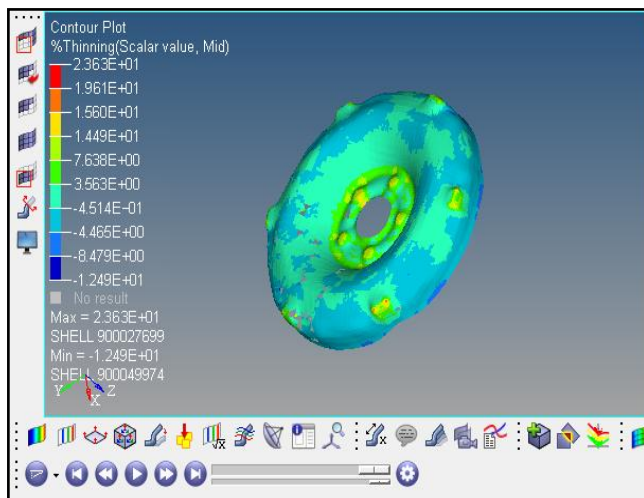 Contour Plot
%Thinning(Scalar value, Mid)
2.363E+01
1.961E+01
1.560E+01
1.449E+01
7.638E+00
3.563E+00
-4.514E-01
-4.465E+00
-8.479E+00
-1.249E+01
No result
Max = 2.363E+01
SHELL 900027699
Min = -1.249E+01
SHELL 900049974
Y
X
Z